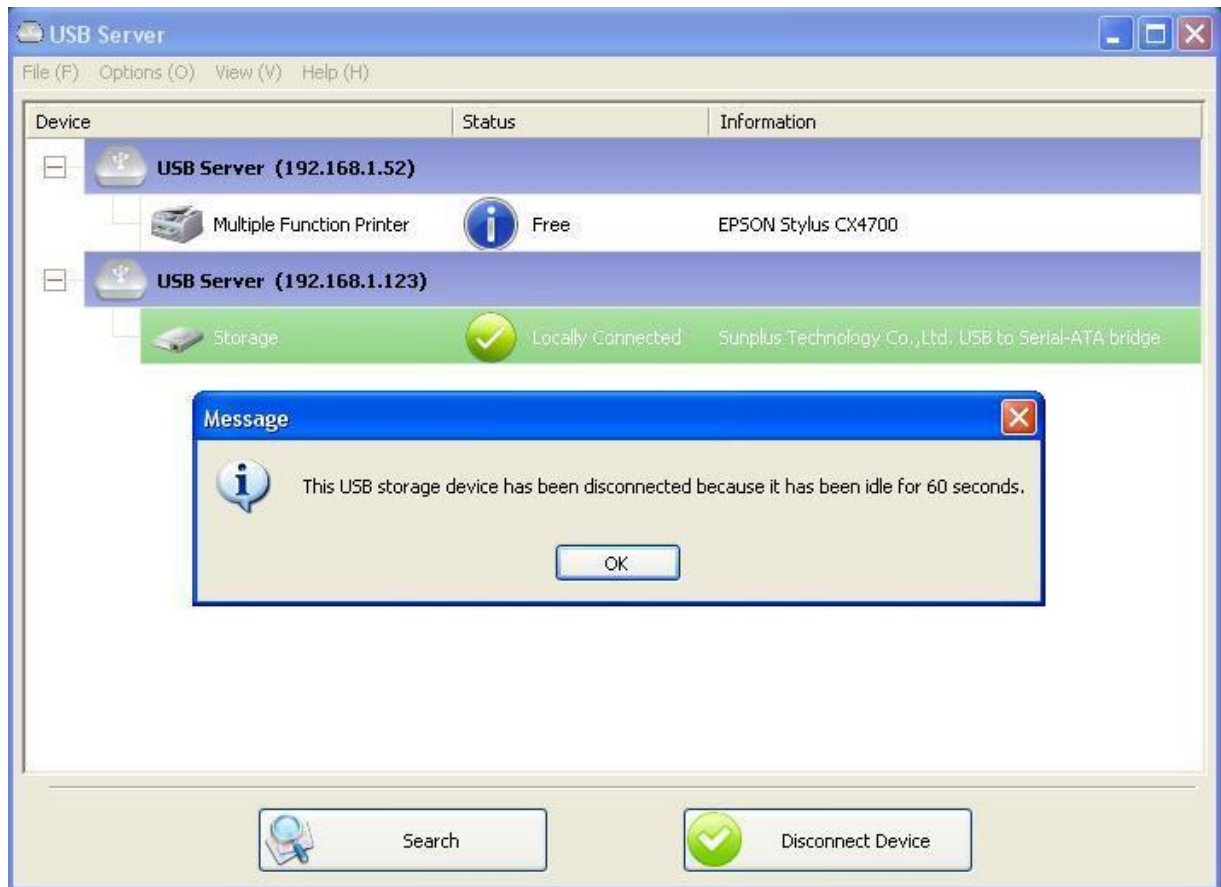 USB Server
File (F) Options (O) View (V) Help (H)
Device Status Information
USB Server (192.168.1.52)
Multiple Function Printer Free EPSON Stylus CX4700
USB Server (192.168.1.123)
Storage Locally Connected Sunplus Technology Co.,Ltd. USB to Serial-ATA bridge
Message
This USB storage device has been disconnected because it has been idle for 60 seconds.
OK
Search Disconnect Device